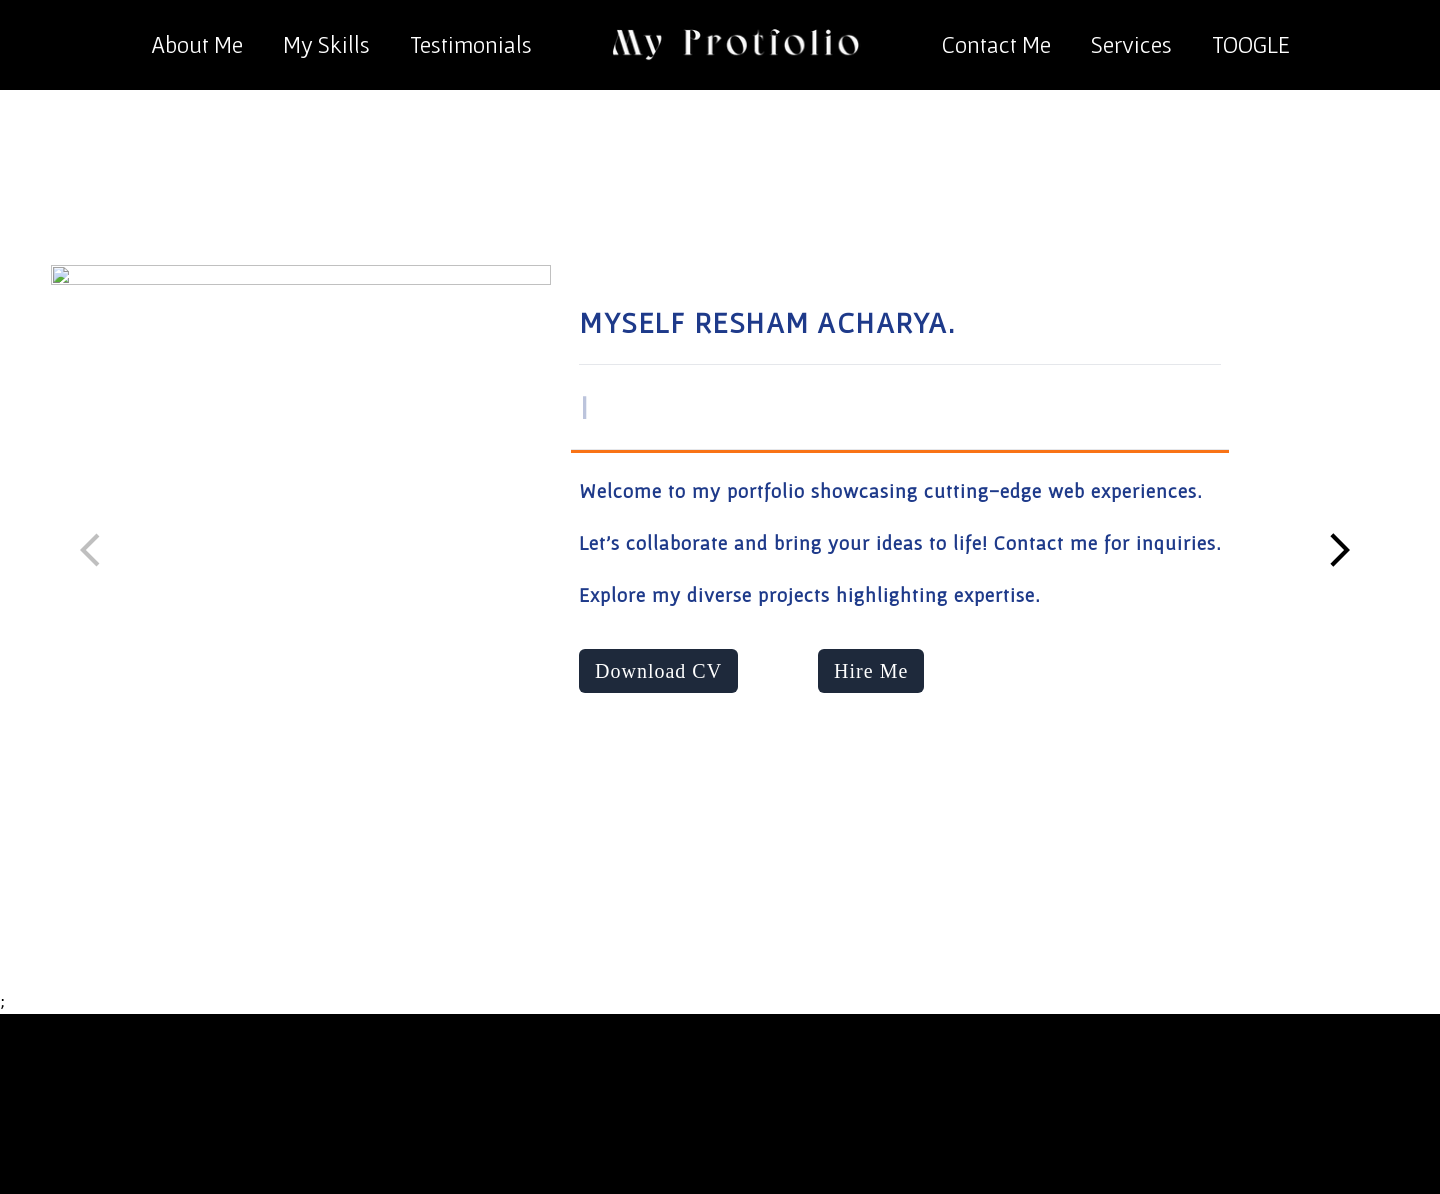 About Me My Skills Testimonials My Protfolio Contact Me Services TOOGLE
MYSELF RESHAM ACHARYA.
|
Welcome to my portfolio showcasing cutting-edge web experiences.
Let's collaborate and bring your ideas to life! Contact me for inquiries.
Explore my diverse projects highlighting expertise.
Download CV Hire Me
;